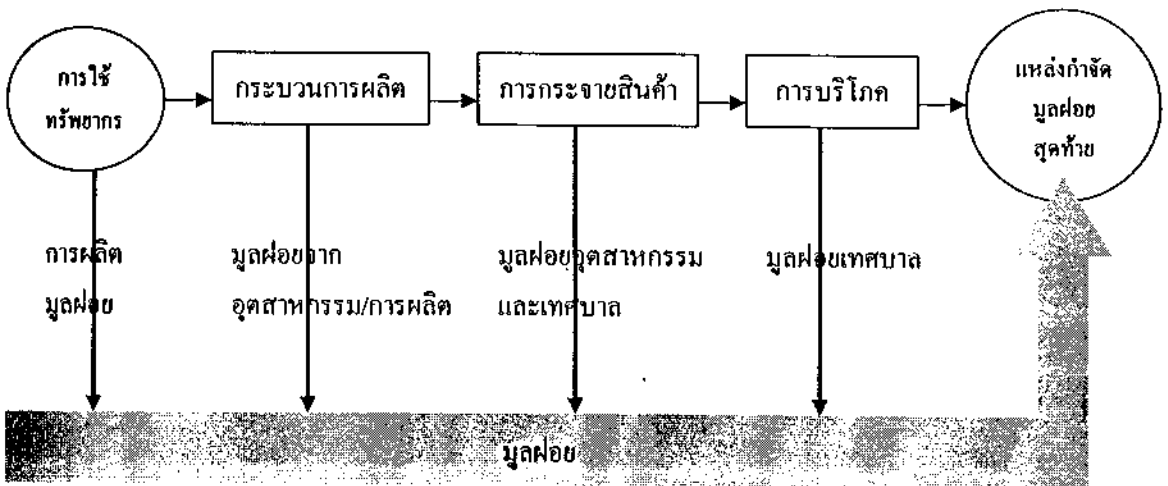 การใช้
ทรัพยากร
กระบวนการผลิต
การกระจายสินค้า
การบริโภค
แหล่งกำจัด
มูลฝอย
สุดท้าย
การผลิต
มูลฝอย
มูลฝอยจาก
อุตสาหกรรม/การผลิต
มูลฝอยอุตสาหกรรม
และเทศบาล
มูลฝอยเทศบาล
มูลฝอย